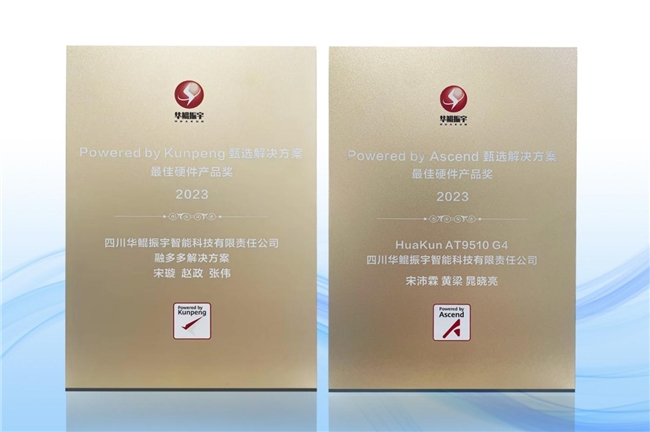 华鲲振宇
Powered by Kunpeng 甄选解决方案
最佳硬件产品奖
2023
四川华鲲振宇智能科技有限责任公司
融多多解决方案
宋璇 赵政 张伟
Powered by
Kunpeng
华鲲振宇
Powered by Ascend 甄选解决方案
最佳硬件产品奖
2023
HuaKun AT9510 G4
四川华鲲振宇智能科技有限责任公司
宋沛霖 黄梁 晁晓亮
Powered by
Ascend